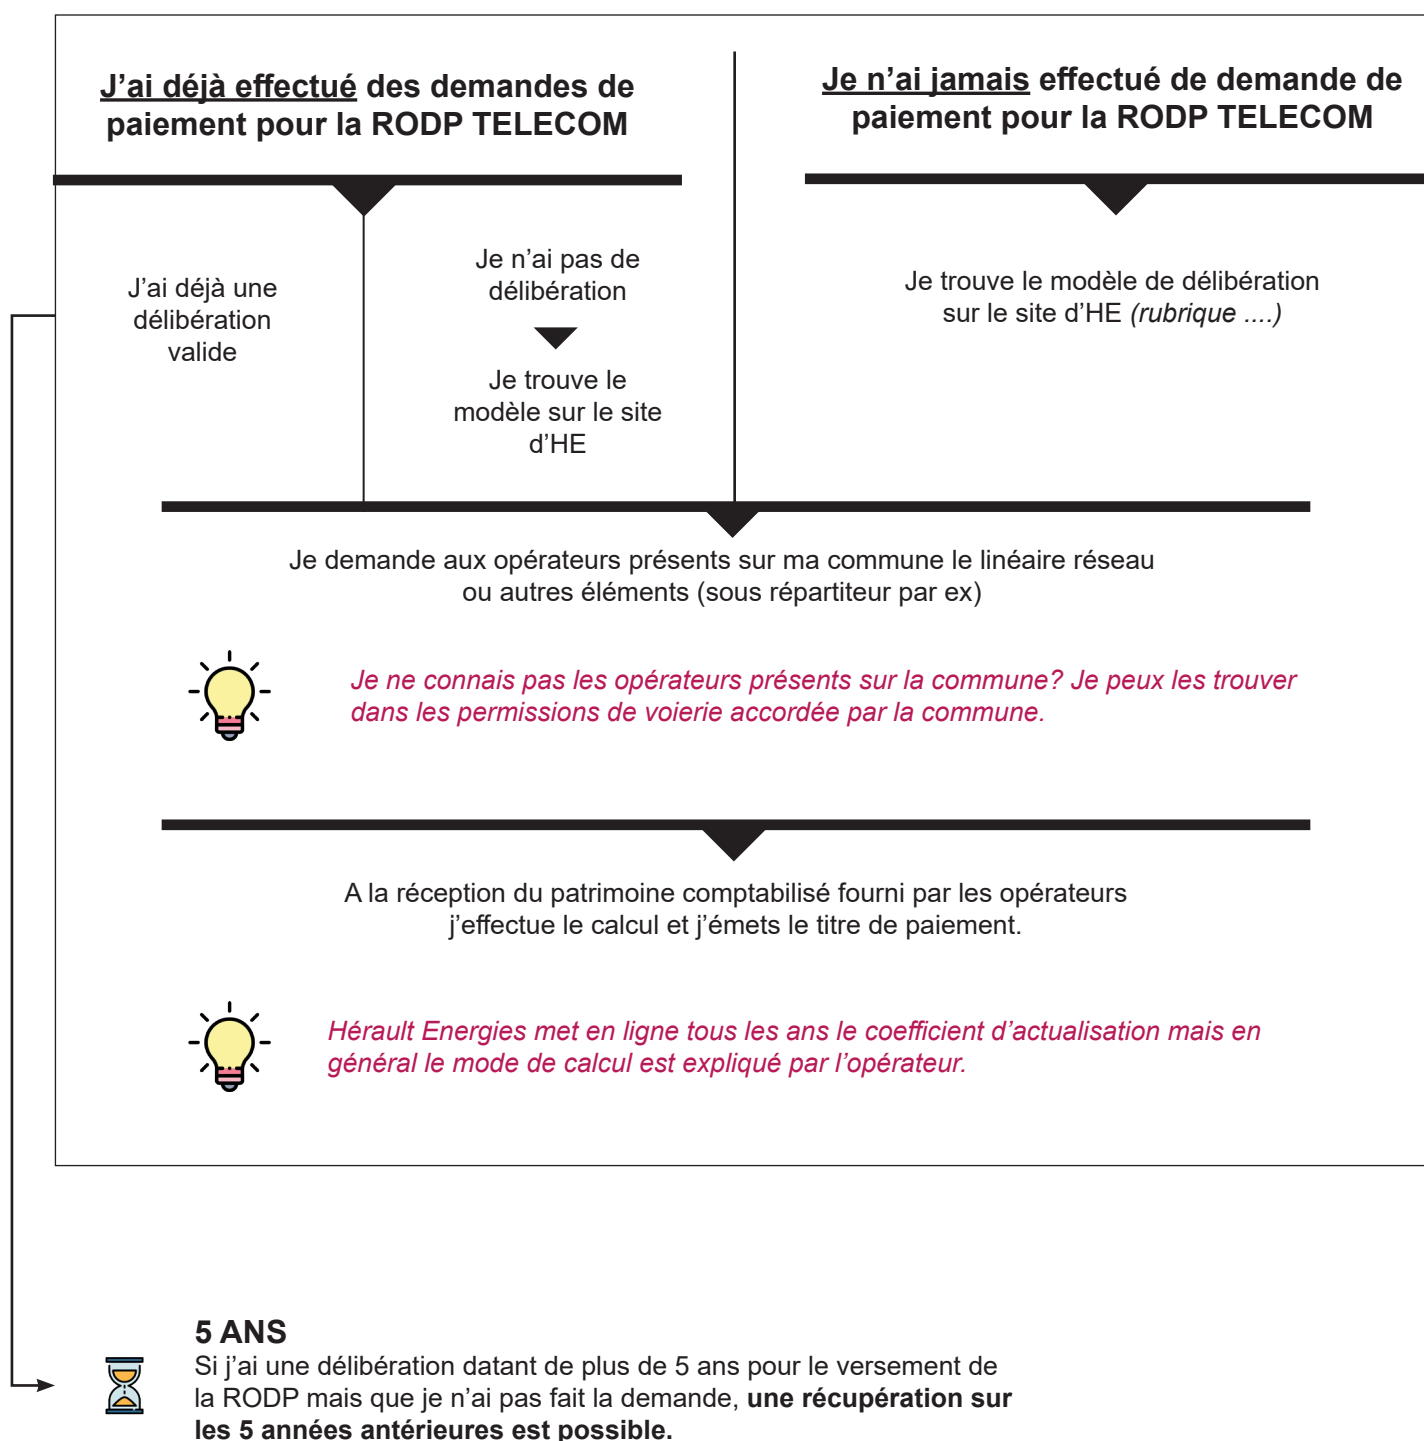 J’ai déjà effectué des demandes de
paiement pour la RODP TELECOM
Je n’ai jamais effectué de demande de
paiement pour la RODP TELECOM
J’ai déjà une
délibération
valide
Je n’ai pas de
délibération
Je trouve le
modèle sur le site
d’HE
Je trouve le modèle de délibération
sur le site d’HE (rubrique ....)
Je demande aux opérateurs présents sur ma commune le linéaire réseau
ou autres éléments (sous répartiteur par ex)
Je ne connais pas les opérateurs présents sur la commune? Je peux les trouver
dans les permissions de voierie accordée par la commune.
A la réception du patrimoine comptabilisé fourni par les opérateurs
j’effectue le calcul et j’émets le titre de paiement.
Hérault Energies met en ligne tous les ans le coefficient d’actualisation mais en
général le mode de calcul est expliqué par l’opérateur.
5 ANS
Si j’ai une délibération datant de plus de 5 ans pour le versement de
la RODP mais que je n’ai pas fait la demande, une récupération sur
les 5 années antérieures est possible.